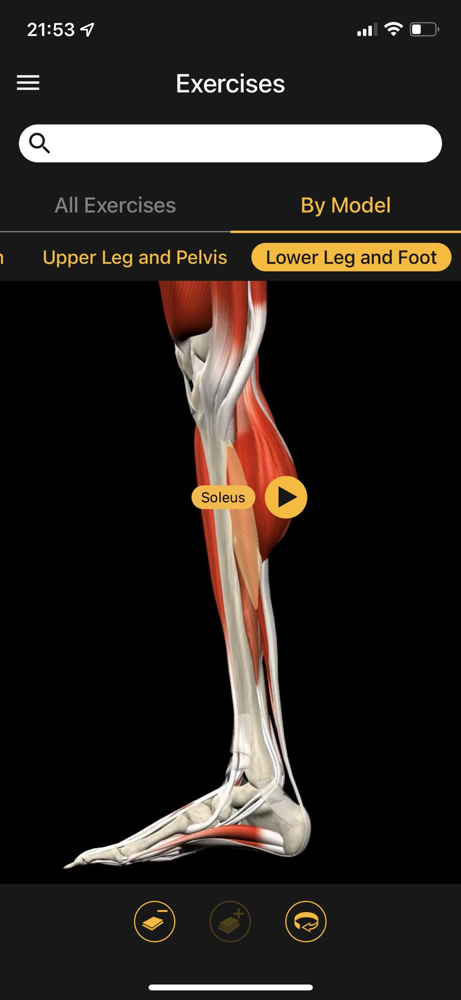 21:53
Exercises
All Exercises
By Model
Upper Leg and Pelvis
Lower Leg and Foot
Soleus